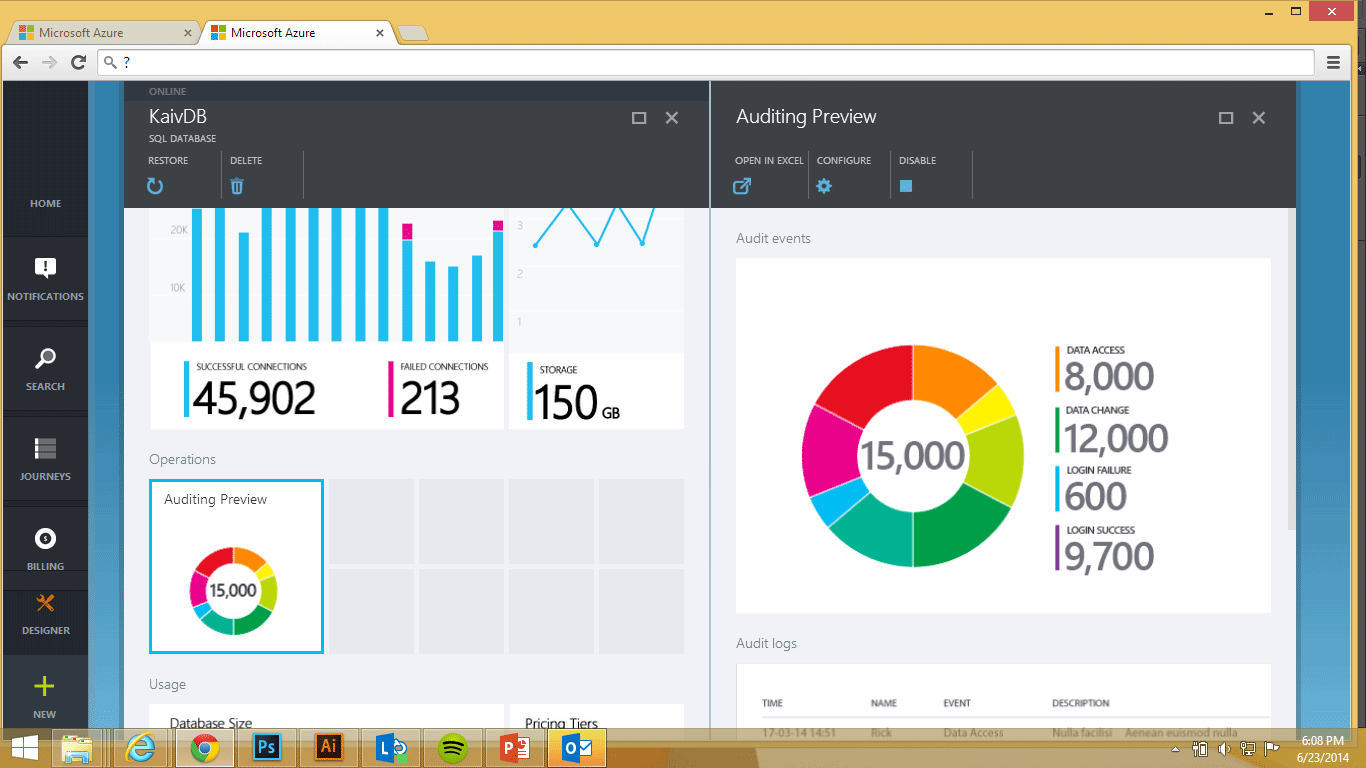 Microsoft Azure
Microsoft Azure
?
HOME
NOTIFICATIONS
SEARCH
JOURNEYS
BILLING
DESIGNER
NEW
ONLINE
KaivDB
SQL DATABASE
RESTORE DELETE
20K
10K
3
2
1
SUCCESSFUL CONNECTIONS
45,902
FAILED CONNECTIONS
213
STORAGE
150 GB
Operations
Auditing Preview
15,000
Usage
Database Size
Pricing Tiers
Auditing Preview
OPEN IN EXCEL CONFIGURE DISABLE
Audit events
15,000
DATA ACCESS
8,000
DATA CHANGE
12,000
LOGIN FAILURE
600
LOGIN SUCCESS
9,700
Audit logs
TIME NAME EVENT DESCRIPTION
17-03-14 14:51 Rick Data Access Nulla facilisi Aenean euismod nulla
Ps
Ai
L
P
O
6:08 PM
6/23/2014